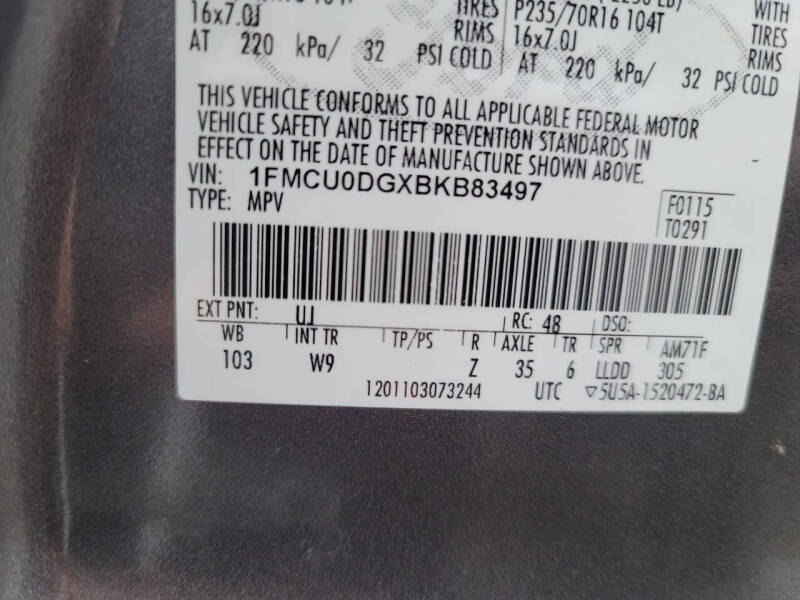 TIRES P235/70R16 104T WITH
16x7.0J RIMS 16x7.0J TIRES
AT 220 kPa/ 32 PSI COLD AT 220 kPa/ 32 PSI COLD RIMS
THIS VEHICLE CONFORMS TO ALL APPLICABLE FEDERAL MOTOR
VEHICLE SAFETY AND THEFT PREVENTION STANDARDS IN
EFFECT ON THE DATE OF MANUFACTURE SHOWN ABOVE.
VIN: 1FMCU0DGXBKB83497
TYPE: MPV
F0115
T0291
EXT PNT: UJ RC: 48 DSO:
WB INT TR TP/PS R AXLE TR SPR AM71F
103 W9 Z 35 6 LLDD 305
1201103073244 UTC ▽5U5A-1520472-BA